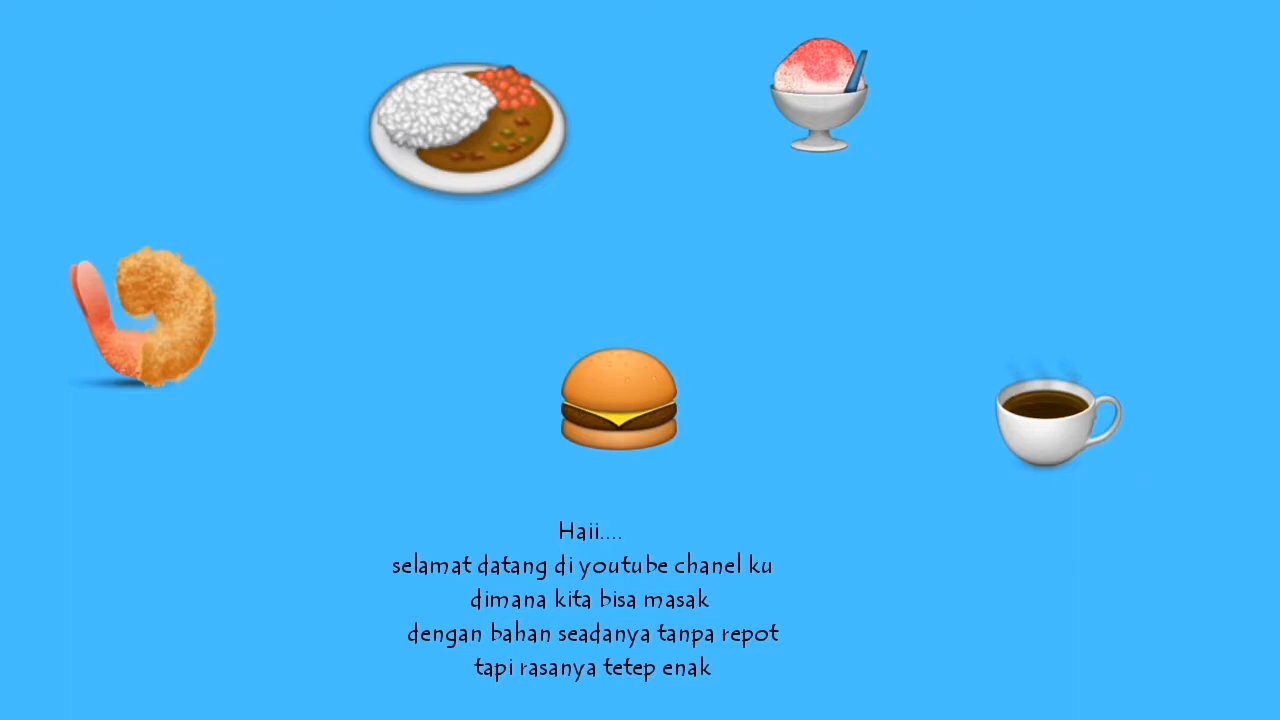 Haii....
selamat datang di youtube chanel ku
dimana kita bisa masak
dengan bahan seadanya tanpa repot
tapi rasanya tetep enak